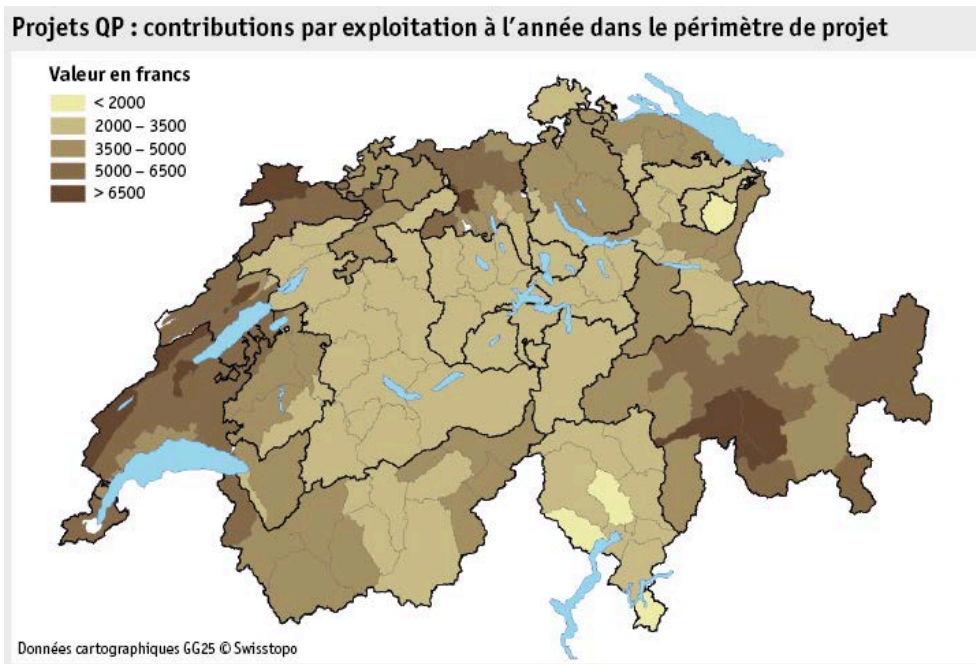 Projets QP : contributions par exploitation à l'année dans le périmètre de projet
Valeur en francs
< 2000
2000 – 3500
3500 – 5000
5000 – 6500
> 6500
Données cartographiques GG25 © Swisstopo